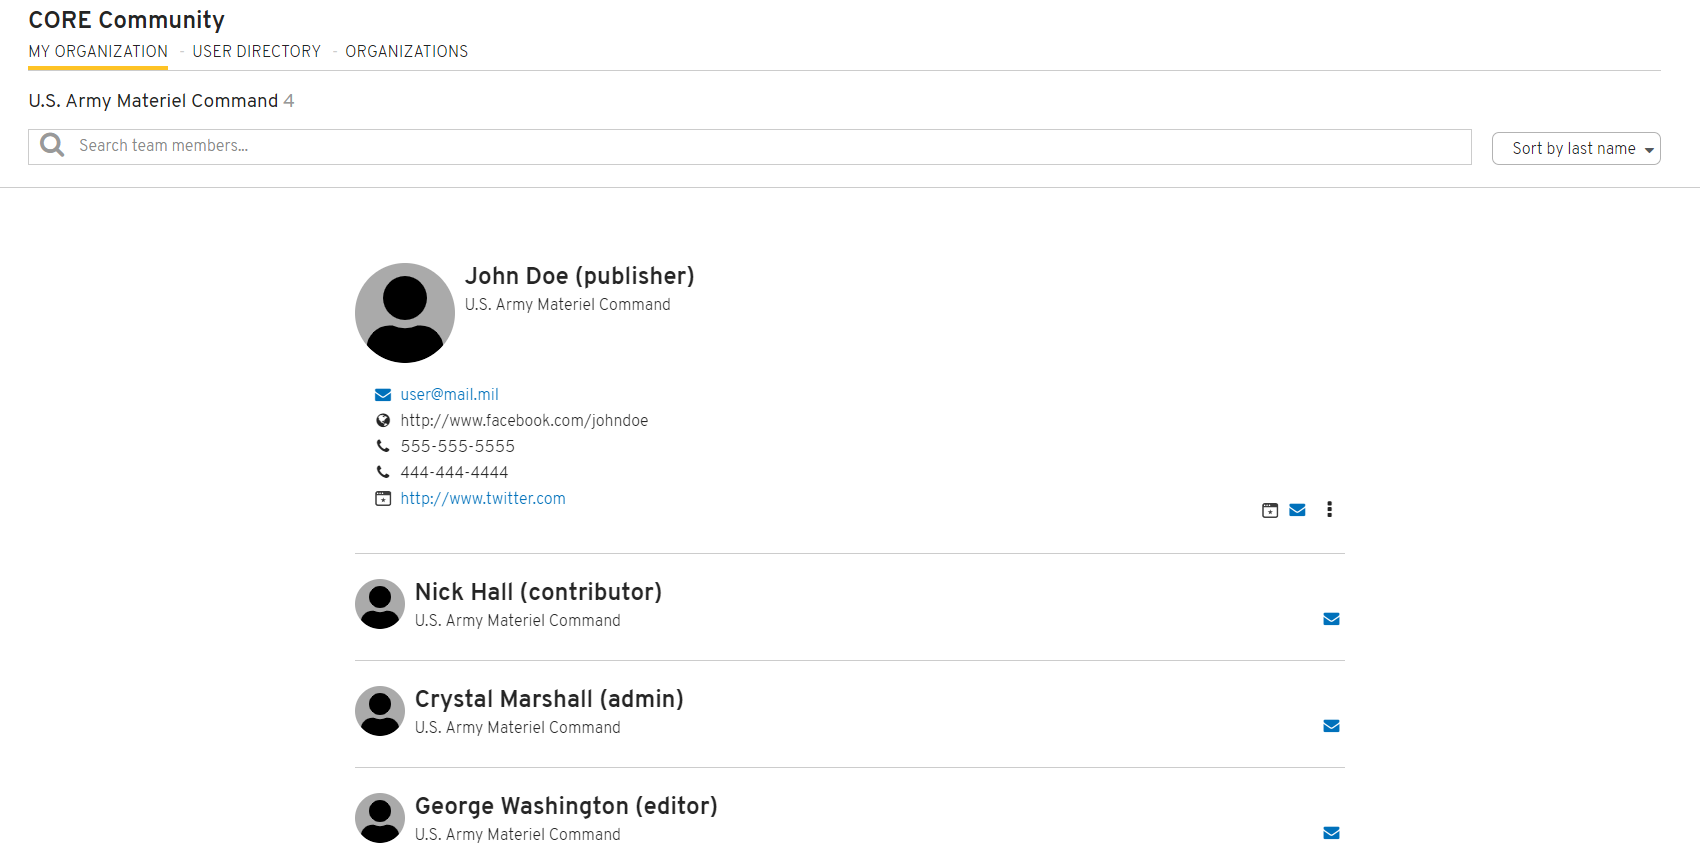 CORE Community
MY ORGANIZATION - USER DIRECTORY - ORGANIZATIONS
U.S. Army Materiel Command 4
Search team members...
Sort by last name
John Doe (publisher)
U.S. Army Materiel Command
user@mail.mil
http://www.facebook.com/johndoe
555-555-5555
444-444-4444
http://www.twitter.com
Nick Hall (contributor)
U.S. Army Materiel Command
Crystal Marshall (admin)
U.S. Army Materiel Command
George Washington (editor)
U.S. Army Materiel Command